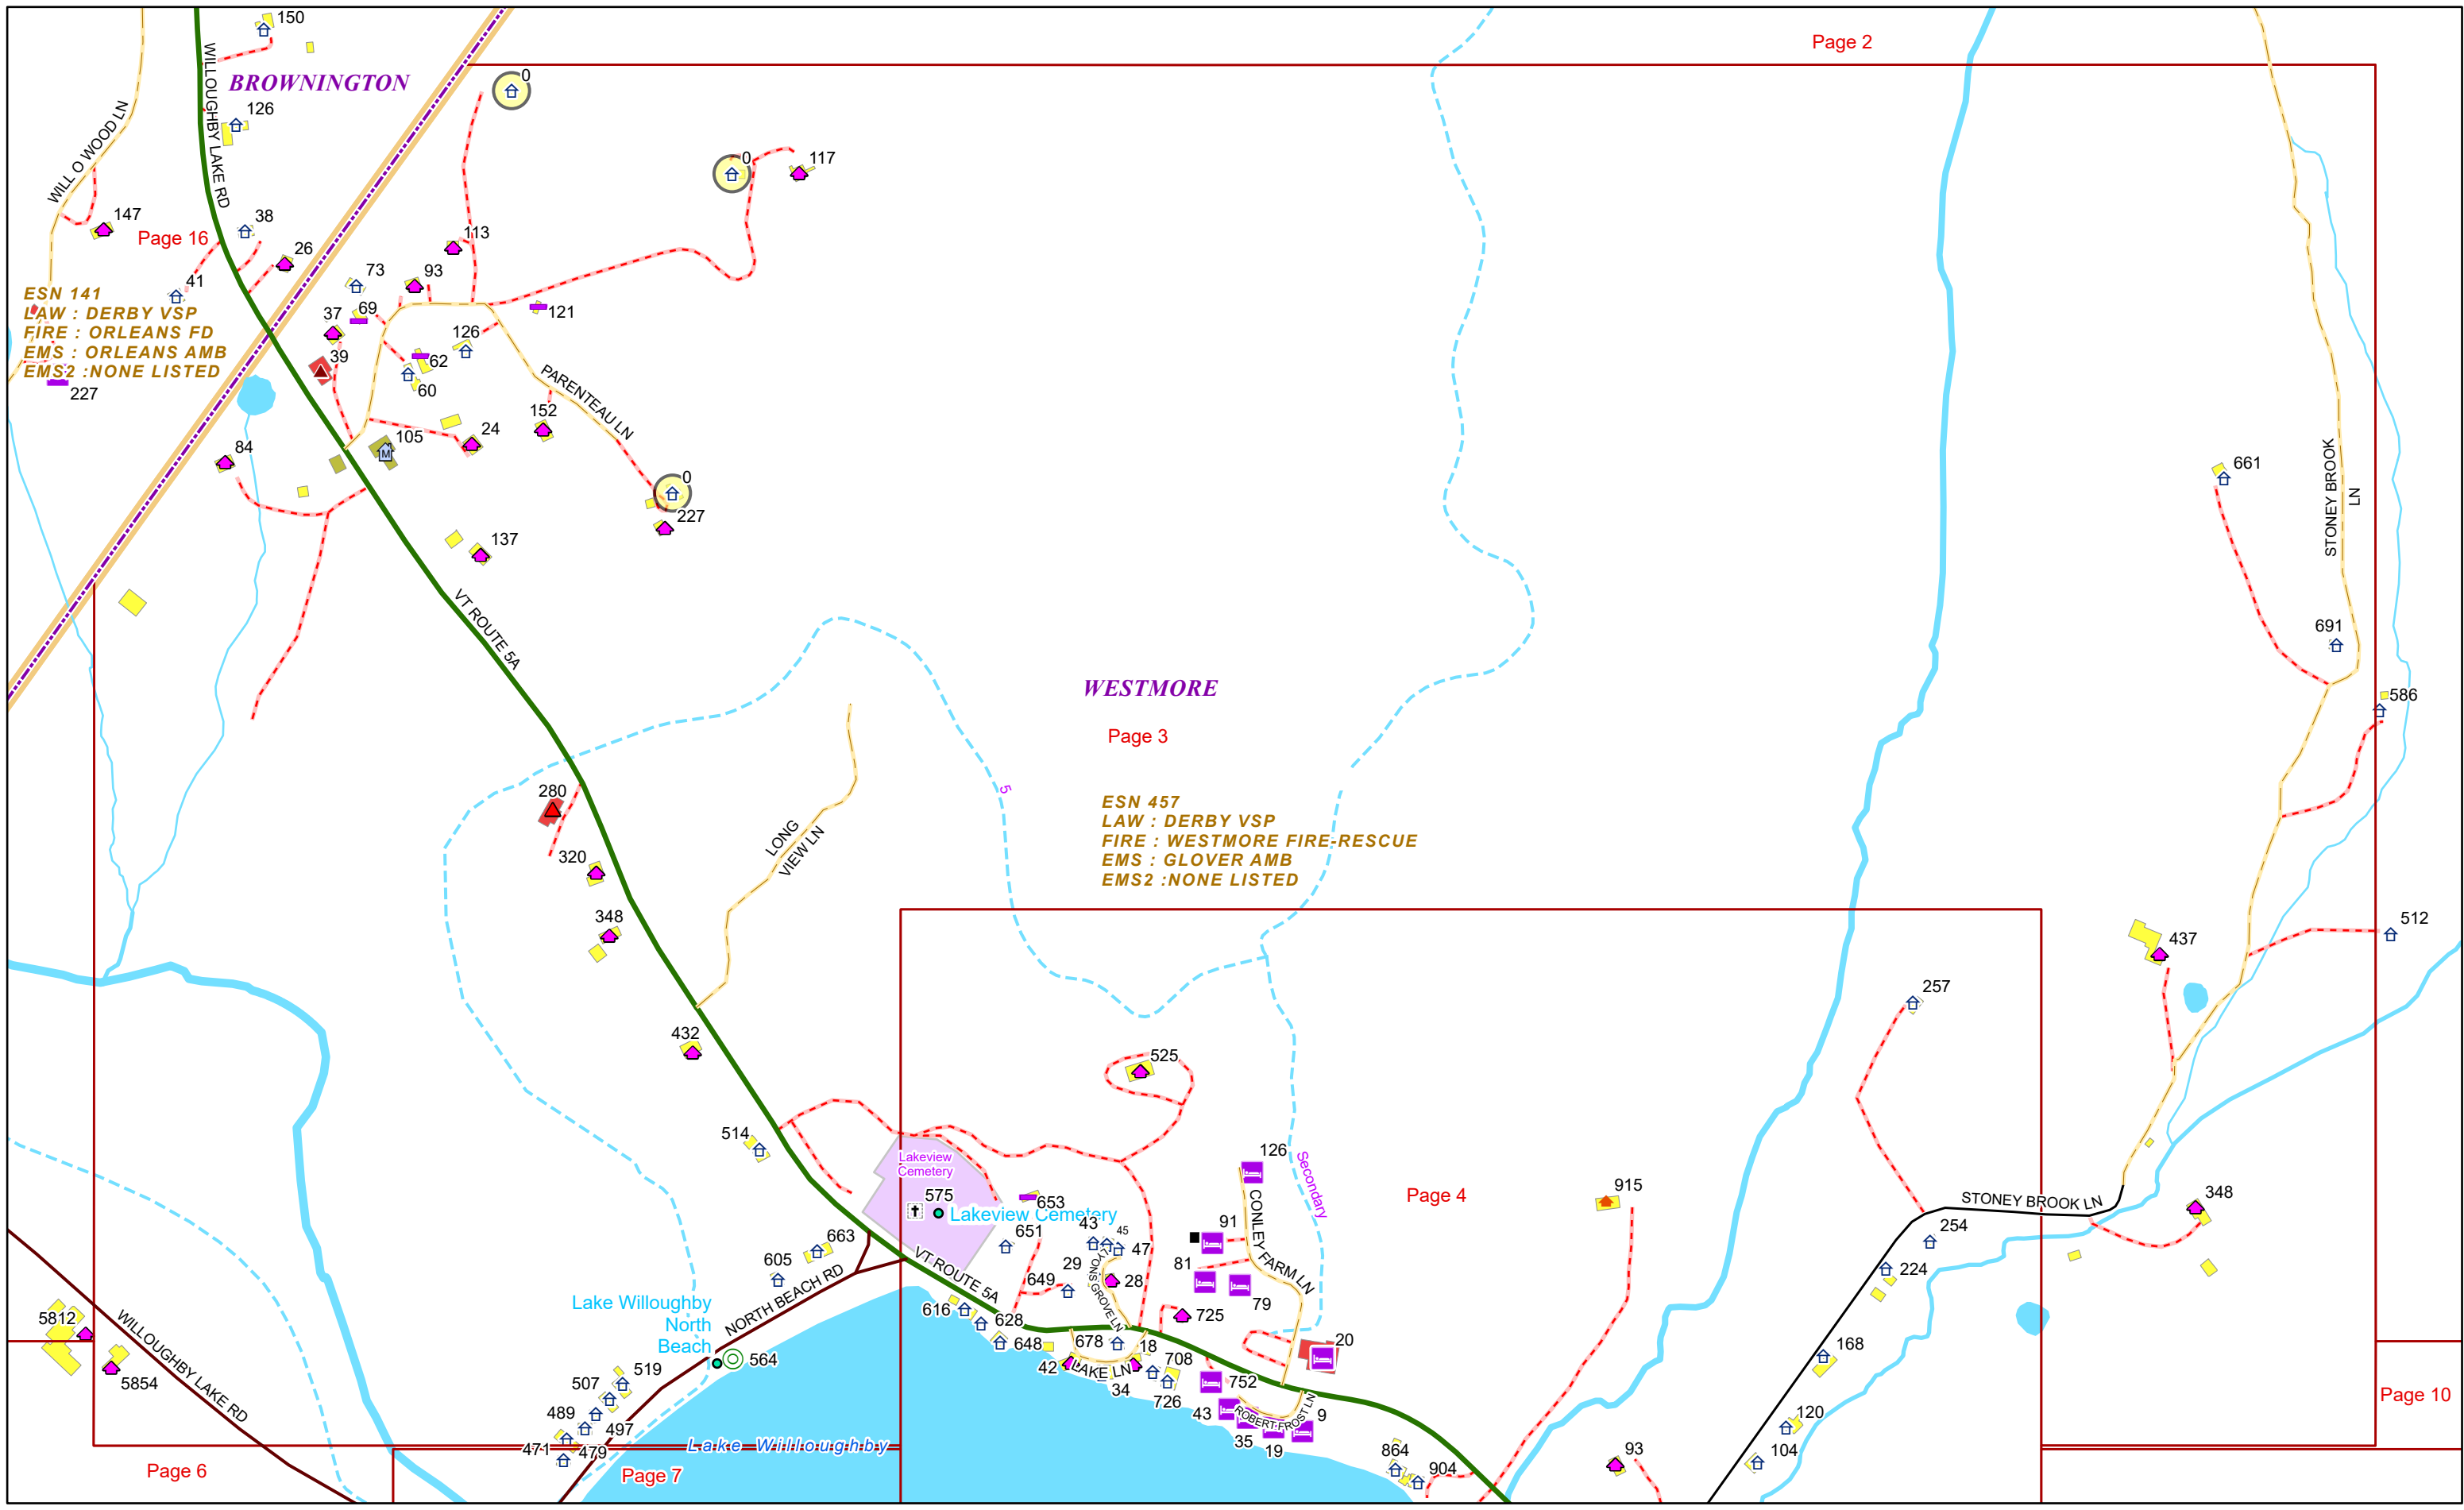 150
Page 2
WILLOUGHBY LAKE RD
BROWNINGTON
0
126
WILL O WOOD LN
0
117
147
Page 16
38
26
113
41
73
93
ESN 141
LAW : DERBY VSP
FIRE : ORLEANS FD
EMS : ORLEANS AMB
EMS2 :NONE LISTED
227
37
69
121
126
39
62
60
PARENTEAU LN
152
24
105
M
84
0
227
137
STONEY BROOK
LN
661
691
586
VT ROUTE 5A
WESTMORE
Page 3
5
ESN 457
LAW : DERBY VSP
FIRE : WESTMORE FIRE-RESCUE
EMS : GLOVER AMB
EMS2 :NONE LISTED
280
LONG
VIEW LN
320
348
512
437
257
432
525
514
Lakeview
Cemetery
575
Lakeview Cemetery
653
126
Secondary
Page 4
915
STONEY BROOK LN
348
254
651
43
45
47
91
CONLEY FARM LN
663
605
VT ROUTE 5A
29
649
LYONS GROVE LN
28
81
79
224
NORTH BEACH RD
Lake Willoughby
North
Beach
616
628
648
678
18
725
20
5812
WILLOUGHBY LAKE RD
5854
564
42
LAKE LN
34
708
726
752
168
519
507
489
497
471
479
43
ROBERT FROST LN
9
35
19
Page 10
120
104
Lake Willoughby
864
904
93
Page 6
Page 7